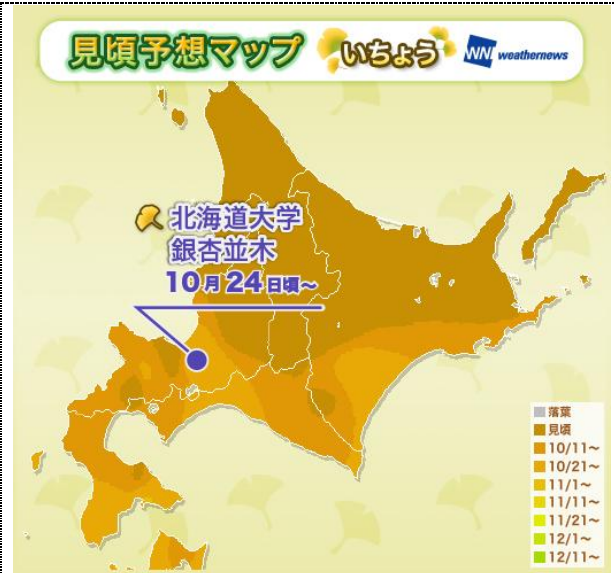 見頃予想マップ いちょう WNI weathernews
北海道大学
銀杏並木
10月24日頃~
落葉
見頃
10/11~
10/21~
11/1~
11/11~
11/21~
12/1~
12/11~